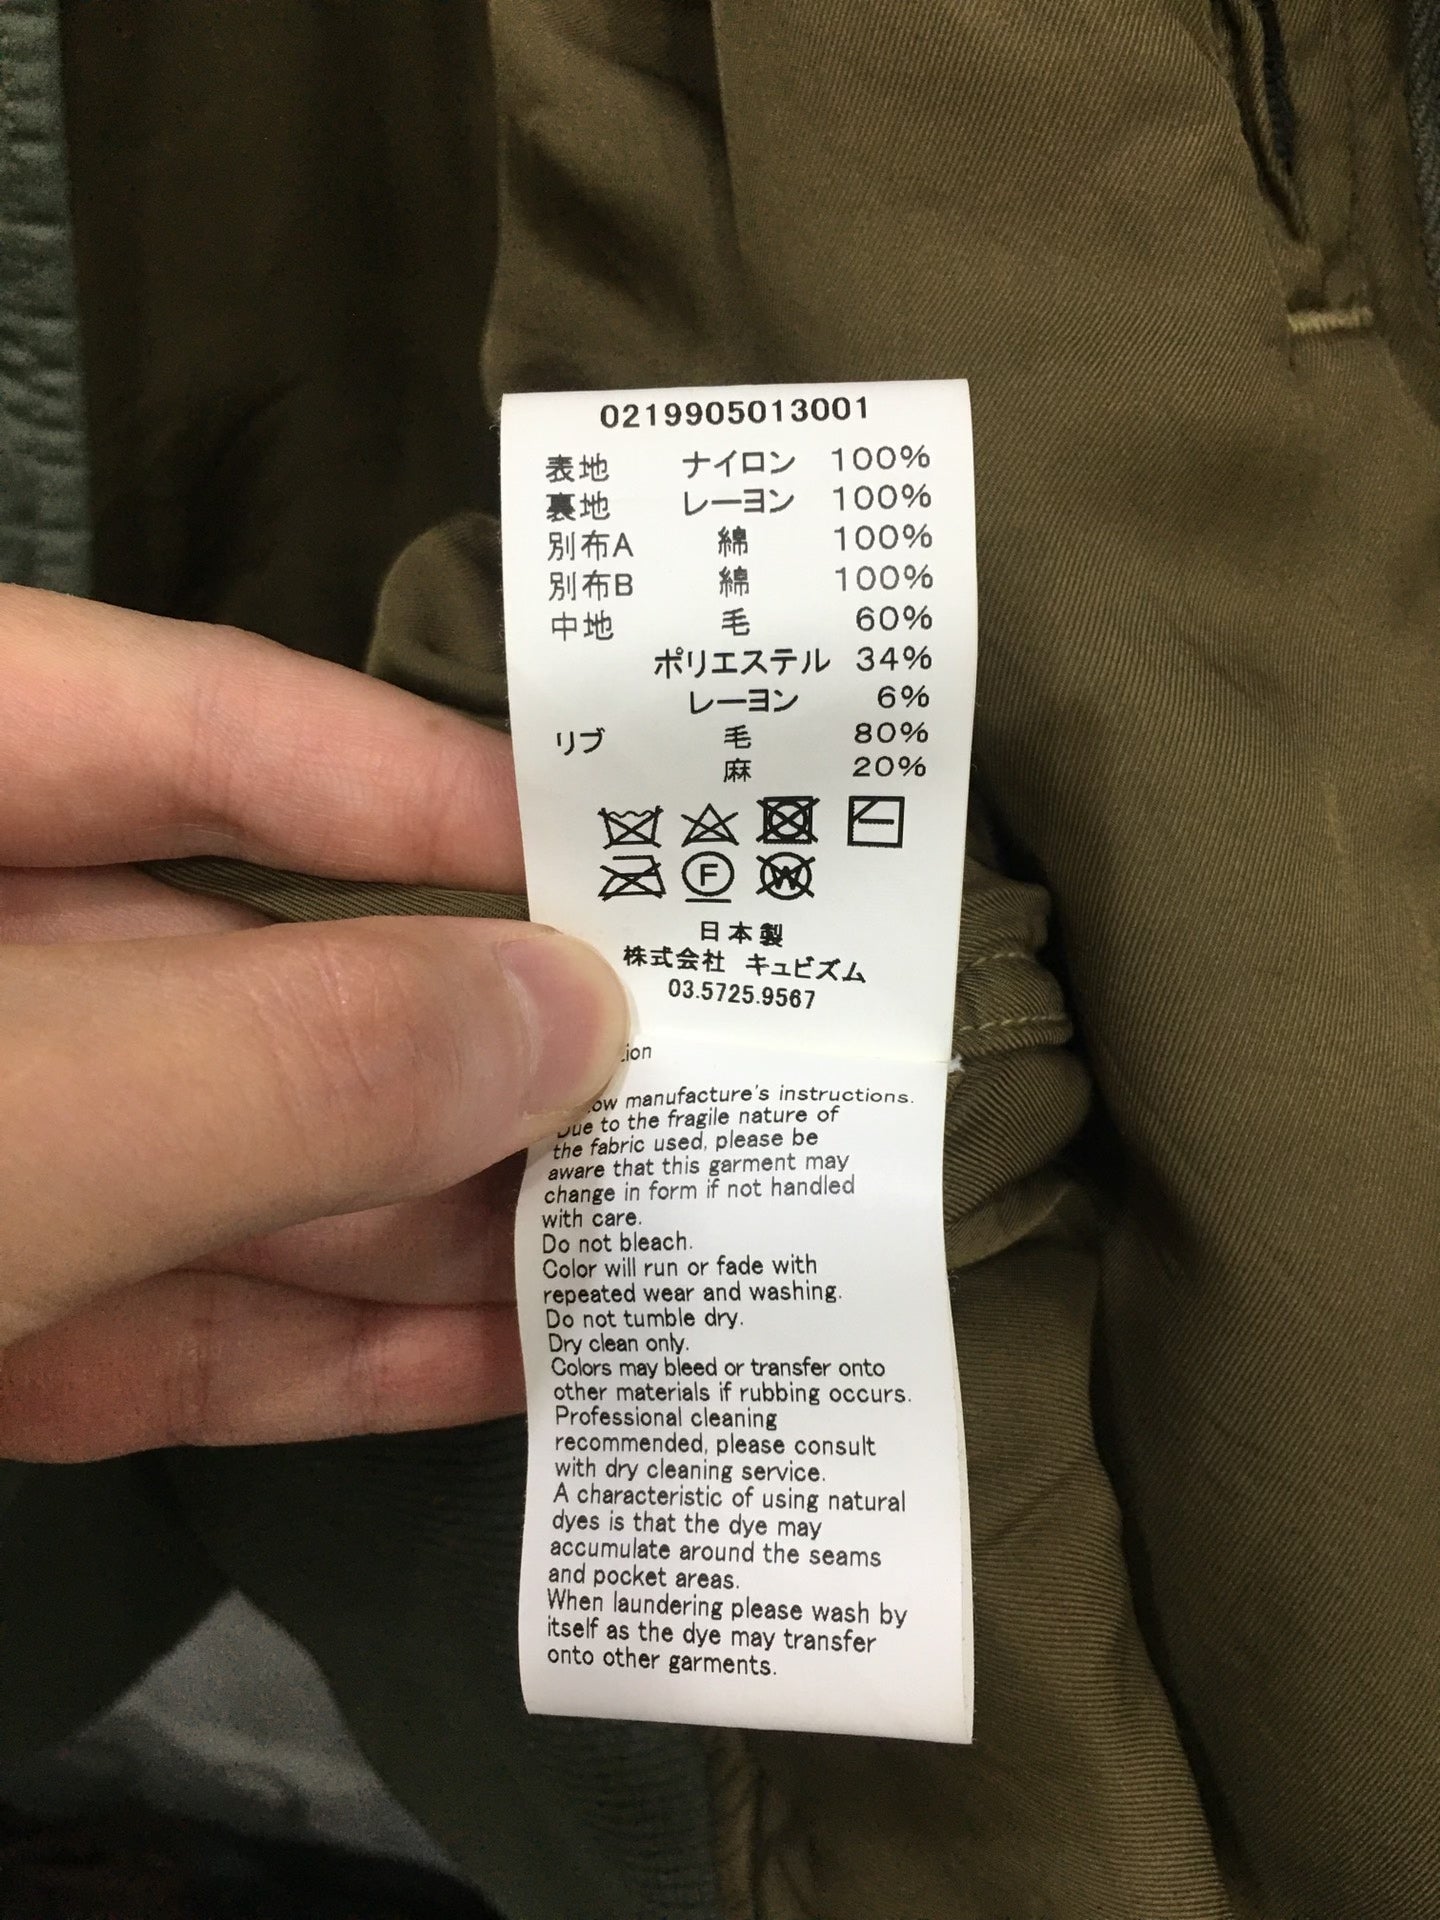 0219905013001
表地 ナイロン 100%
裏地 レーヨン 100%
別布A 綿 100%
別布B 綿 100%
中地 毛 60%
ポリエステル 34%
レーヨン 6%
リブ 毛 80%
麻 20%
F W
日本製
株式会社 キュビズム
03.5725.9567
manufacture's instructions.
Due to the fragile nature of
the fabric used, please be
aware that this garment may
change in form if not handled
with care.
Do not bleach.
Color will run or fade with
repeated wear and washing.
Do not tumble dry.
Dry clean only.
Colors may bleed or transfer onto
other materials if rubbing occurs.
Professional cleaning
recommended, please consult
with dry cleaning service.
A characteristic of using natural
dyes is that the dye may
accumulate around the seams
and pocket areas.
When laundering please wash by
itself as the dye may transfer
onto other garments.